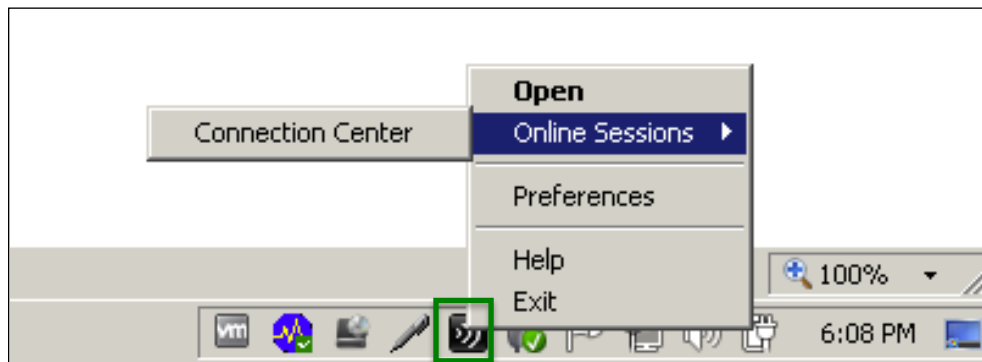 Open
Connection Center
Online Sessions
Preferences
Help
Exit
100%
vm
6:08 PM